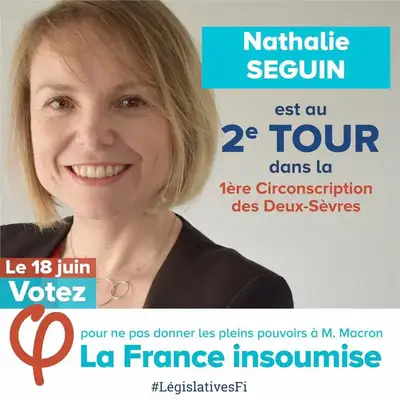 Nathalie
SEGUIN
est au
2e TOUR
dans la
1ère Circonscription
des Deux-Sèvres
Le 18 juin
Votez
pour ne pas donner les pleins pouvoirs à M. Macron
La France insoumise
#LégislativesFi